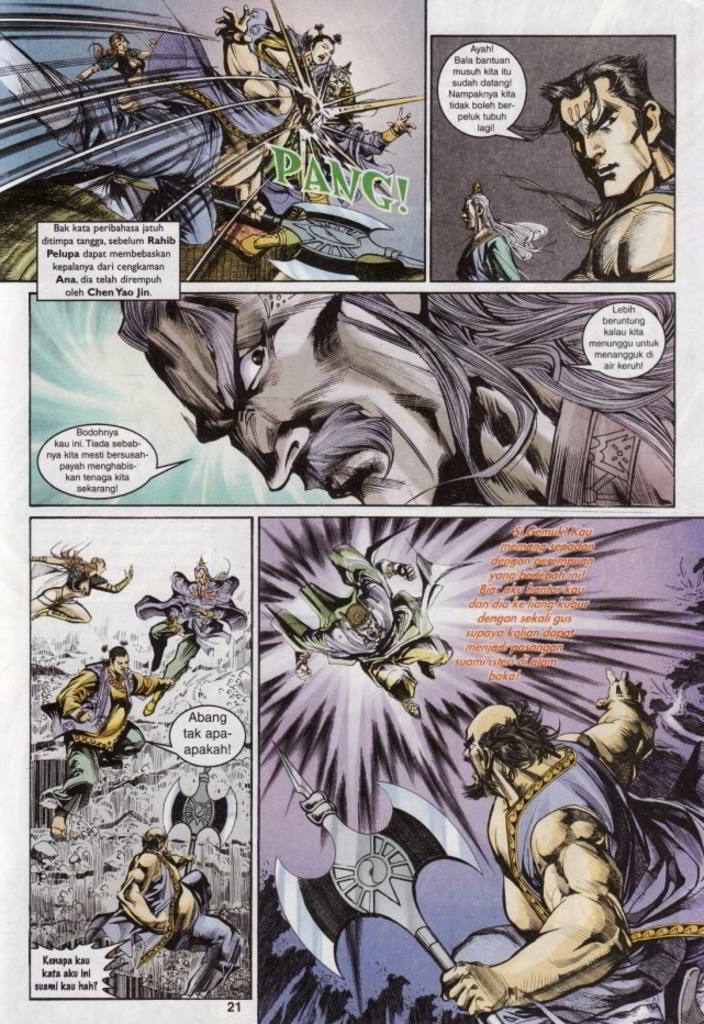 PANG!
Bak kata peribahasa jatuh
ditimpa tangga, sebelum Rahib
Pelupa dapat membebaskan
kepalanya dari cengkaman
Ana, dia telah dirempuh
oleh Chen Yao Jin.
Ayah!
Bala bantuan
musuh kita itu
sudah datang!
Nampaknya kita
tidak boleh ber-
peluk tubuh
lagi!
Bodohnya
kau ini. Tiada sebab-
nya kita mesti bersusah-
payah menghabis-
kan tenaga kita
sekarang!
Lebih
beruntung
kalau kita
menunggu untuk
menangguk di
air keruh!
Abang
tak apa-
apakah!
Kenapa kau
kata aku ini
suami kau hah?
Si Gemuk! Kau
memang sepadan
dengan perempuan
yang bedebah ini!
Biar aku hantar kau
dan dia ke liang kubur
dengan sekali gus
supaya kalian dapat
menjadi pasangan
suami isteri di alam
baka!
21